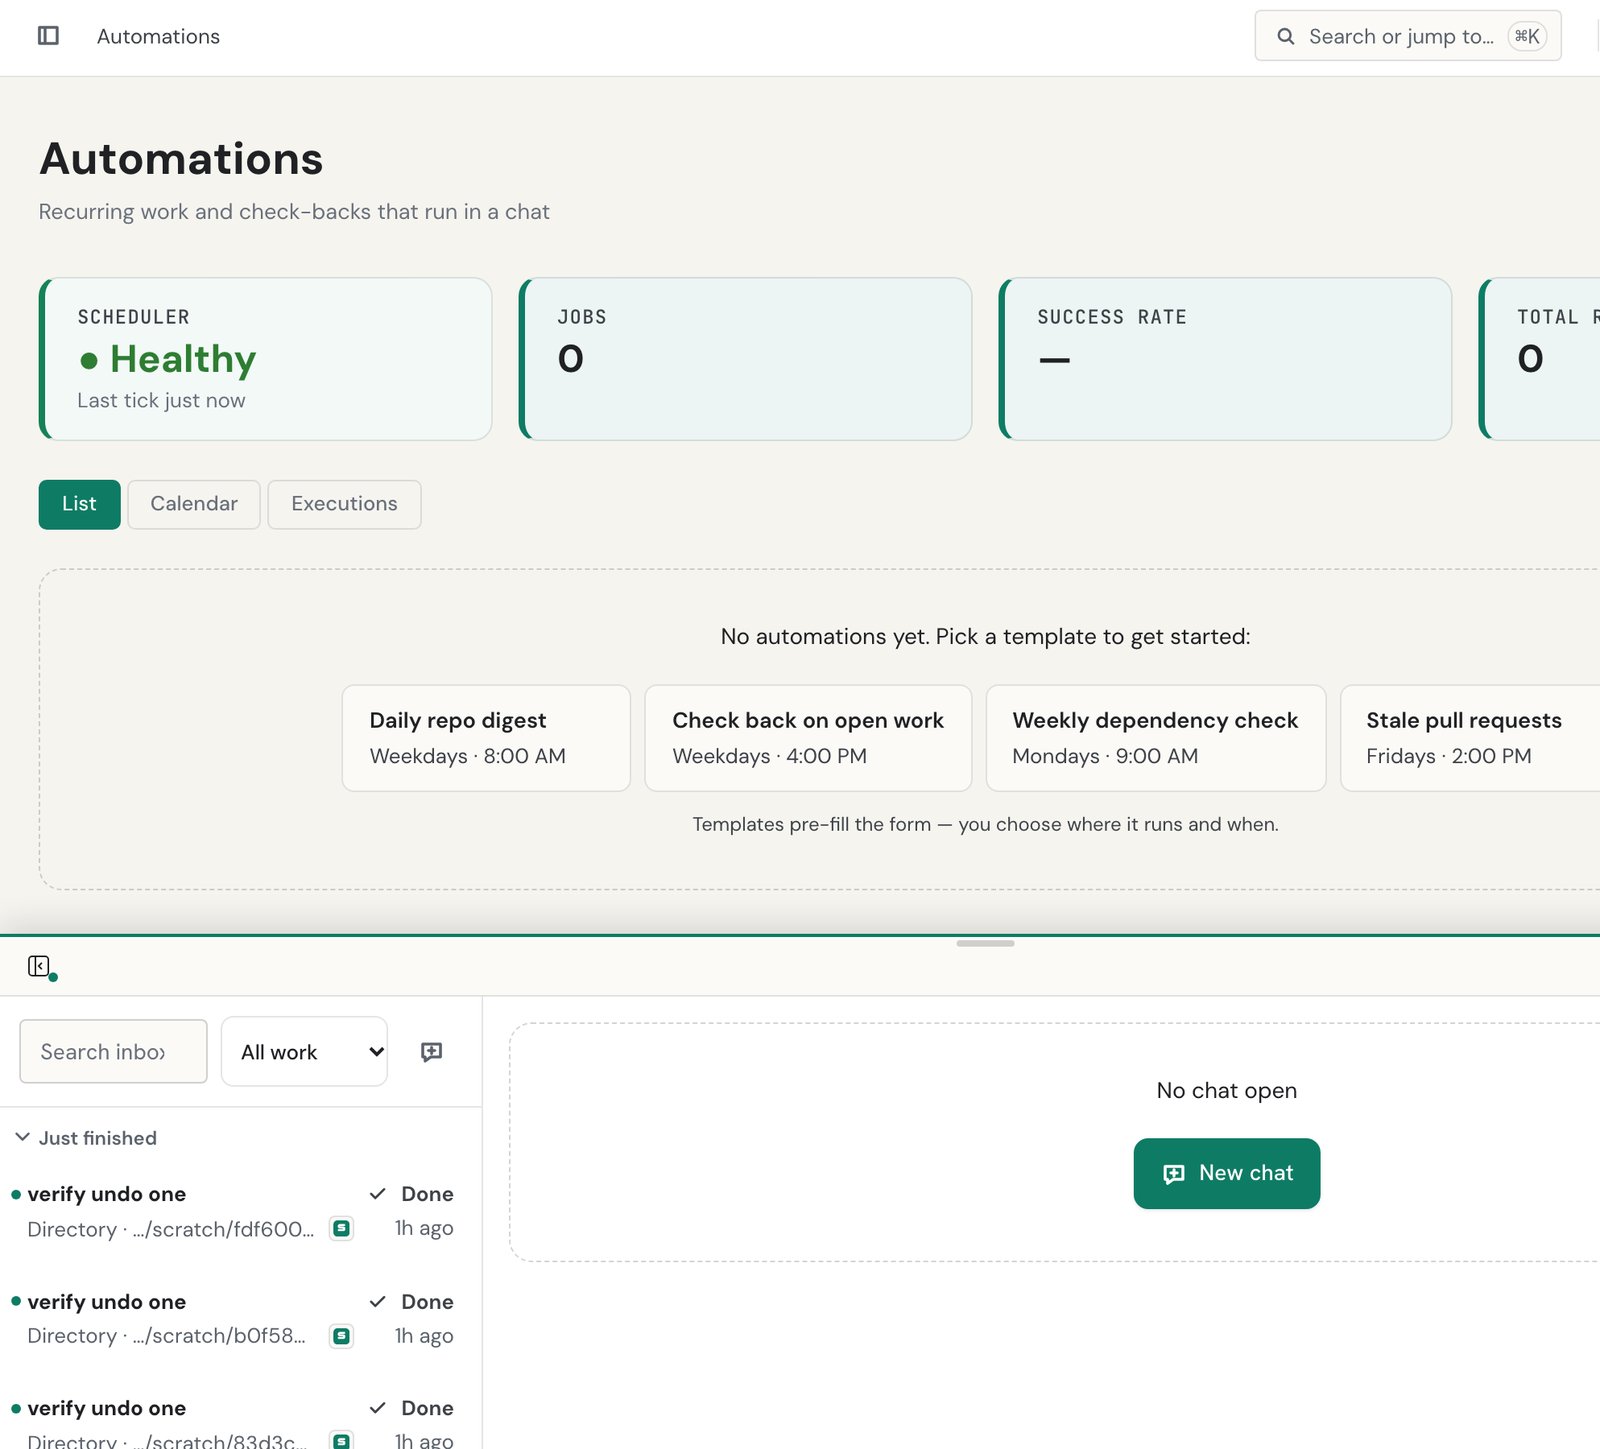 Automations
Search or jump to... ⌘K
Automations
Recurring work and check-backs that run in a chat
SCHEDULER
Healthy
Last tick just now
JOBS
0
SUCCESS RATE
—
TOTAL
0
List
Calendar
Executions
No automations yet. Pick a template to get started:
Daily repo digest
Weekdays · 8:00 AM
Check back on open work
Weekdays · 4:00 PM
Weekly dependency check
Mondays · 9:00 AM
Stale pull requests
Fridays · 2:00 PM
Templates pre-fill the form — you choose where it runs and when.
Search inbox
All work
No chat open
New chat
Just finished
verify undo one
Done
Directory · .../scratch/fdf600...
S
1h ago
verify undo one
Done
Directory · .../scratch/b0f58...
S
1h ago
verify undo one
Done
Directory · .../scratch/83d3c...
S
1h ago